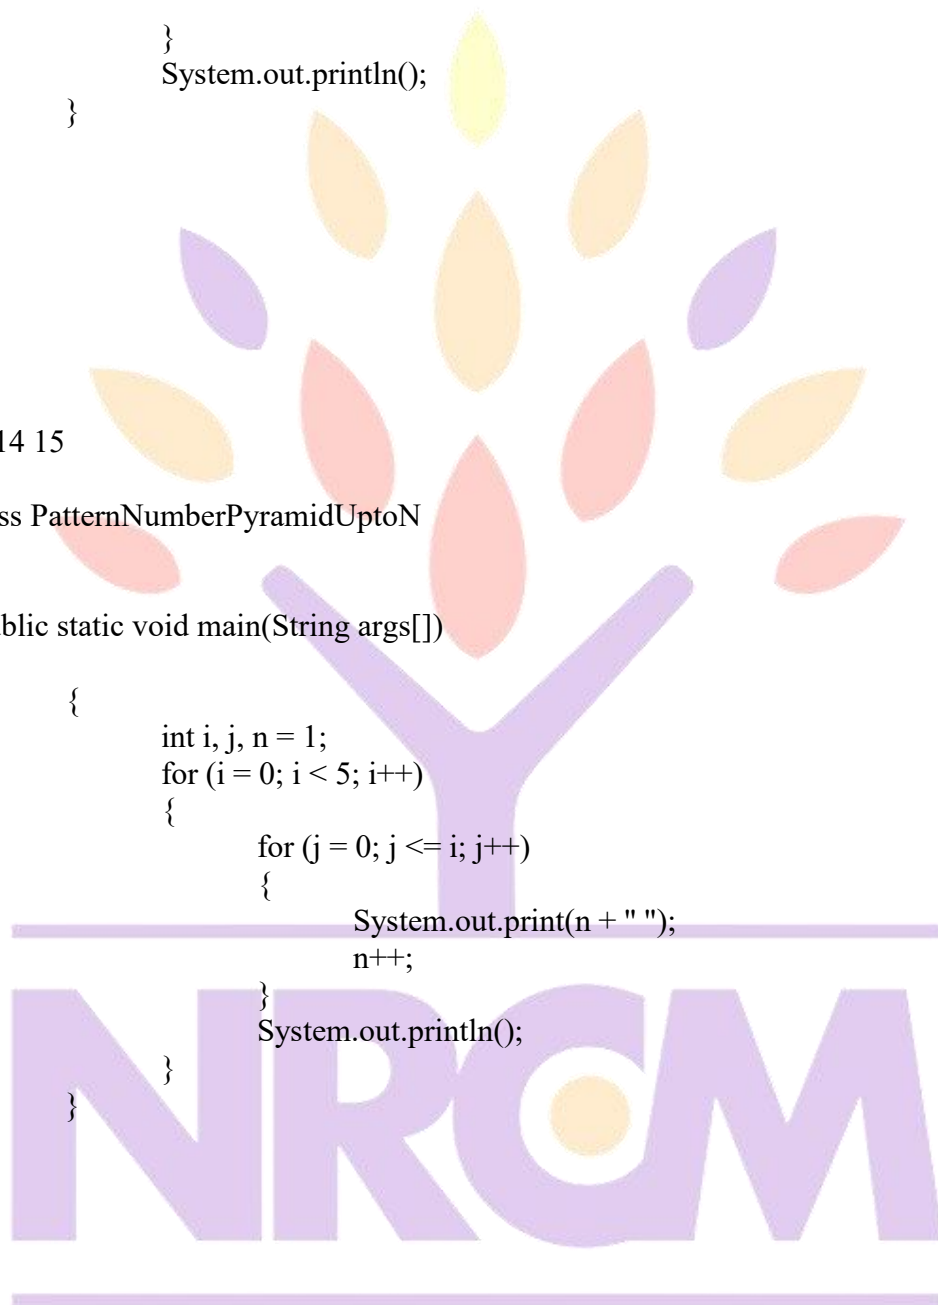 }
System.out.println();
}
14 15
ss PatternNumberPyramidUptoN
blic static void main(String args[])
{
int i, j, n = 1;
for (i = 0; i < 5; i++)
{
for (j = 0; j <= i; j++)
{
System.out.print(n + " ");
n++;
}
System.out.println();
}
}
NRCM